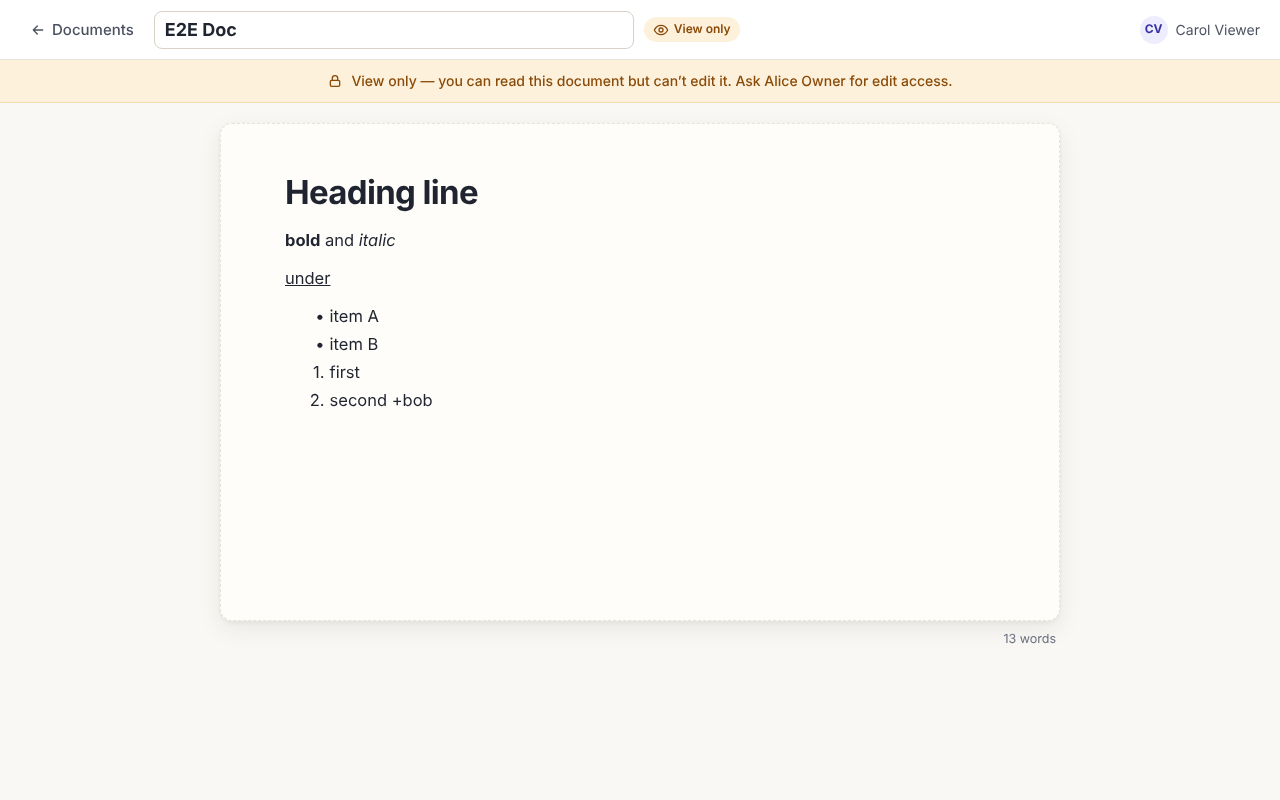 ← Documents
E2E Doc
View only
CV
Carol Viewer
View only — you can read this document but can’t edit it. Ask Alice Owner for edit access.
Heading line
bold and italic
under
• item A
• item B
1. first
2. second +bob
13 words